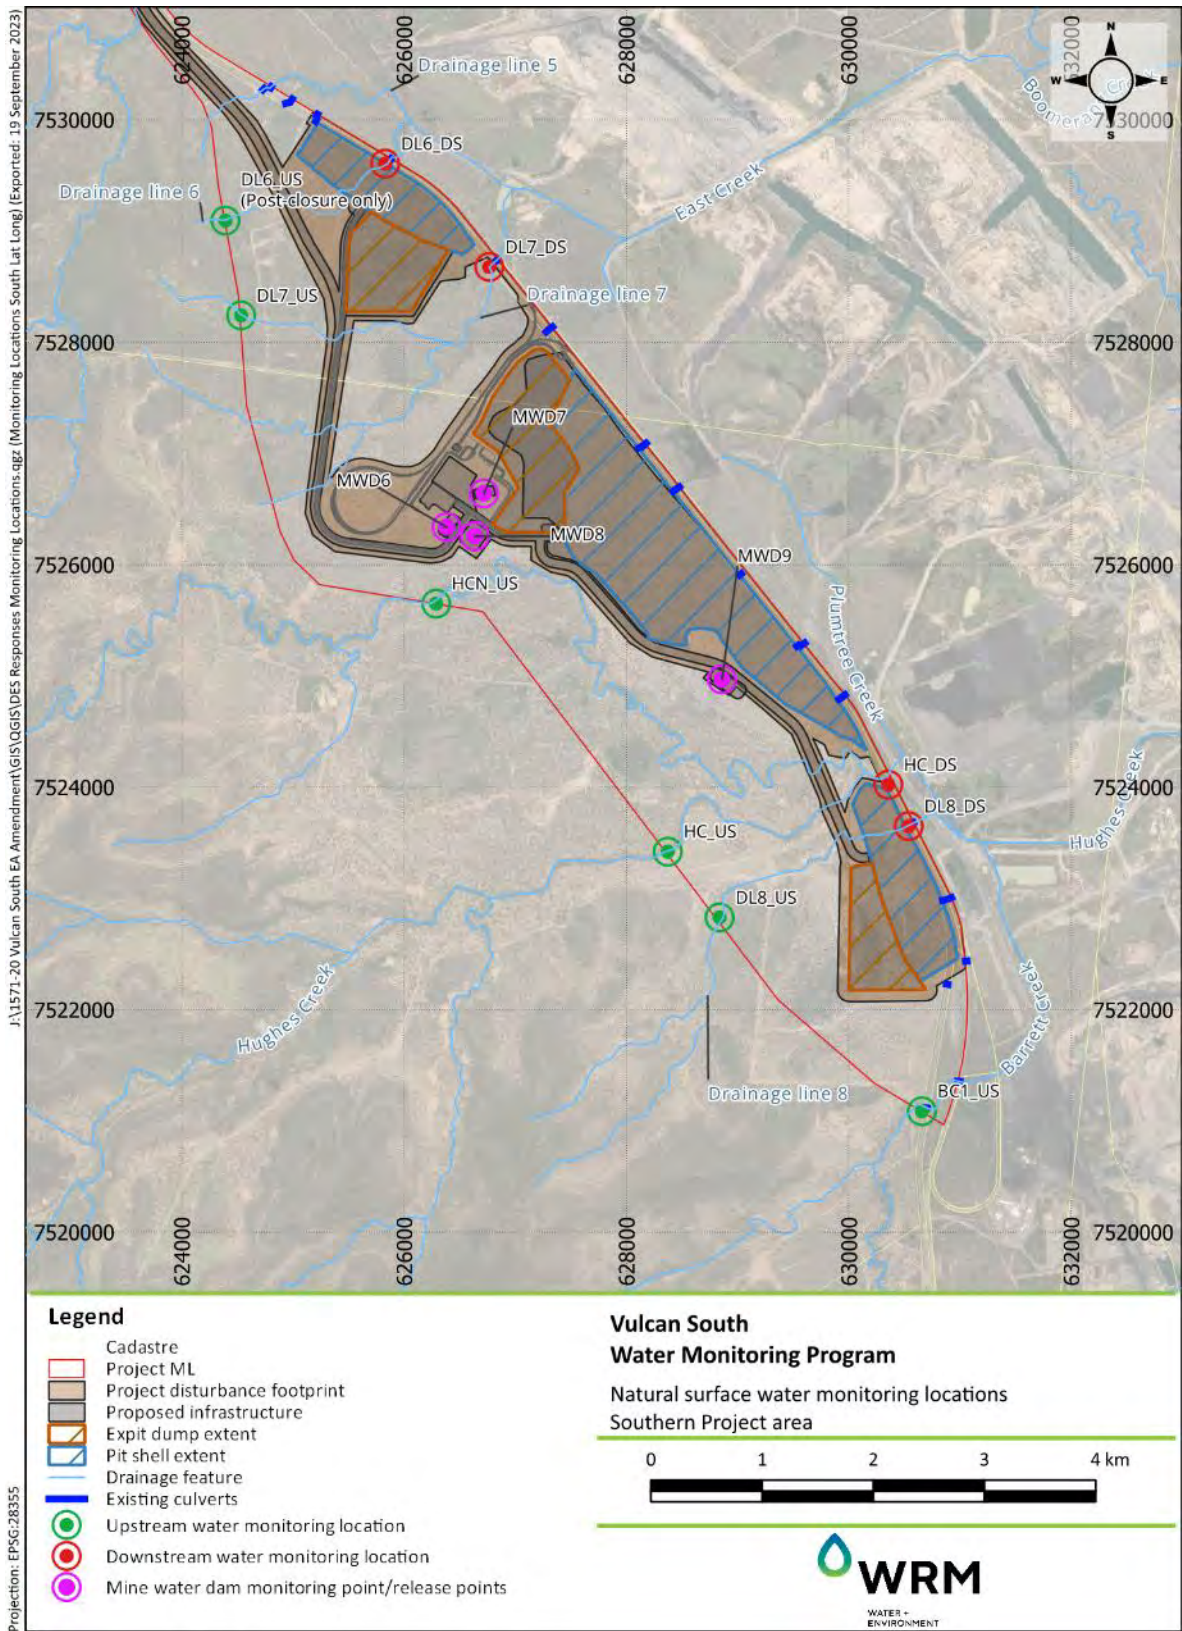 J:\1571-20 Vulcan South EA Amendment\GIS\QGIS\DES Responses Monitoring Locations.qgz (Monitoring Locations South Lat Long) (Exported: 19 September 2023)
Projection: EPSG:28355
624000
626000
628000
630000
632000
N
W
E
S
Drainage line 5
Boomeran
Creek
7530000
7530000
DL6_DS
East Creek
DL6_US
(Post-closure only)
Drainage line 6
DL7_DS
DL7_US
Drainage line 7
7528000
7528000
MWD7
MWD6
MWD8
MWD9
7526000
7526000
HCN_US
Plumtree Creek
HC_DS
7524000
7524000
DL8_DS
Hughes Creek
HC_US
DL8_US
7522000
7522000
Hughes Creek
Barrett Creek
Drainage line 8
BC1_US
7520000
7520000
624000
626000
628000
630000
632000
Legend
Cadastre
Project ML
Project disturbance footprint
Proposed infrastructure
Expit dump extent
Pit shell extent
Drainage feature
Existing culverts
Upstream water monitoring location
Downstream water monitoring location
Mine water dam monitoring point/release points
Vulcan South
Water Monitoring Program
Natural surface water monitoring locations
Southern Project area
0 1 2 3 4 km
WRM
WATER +
ENVIRONMENT